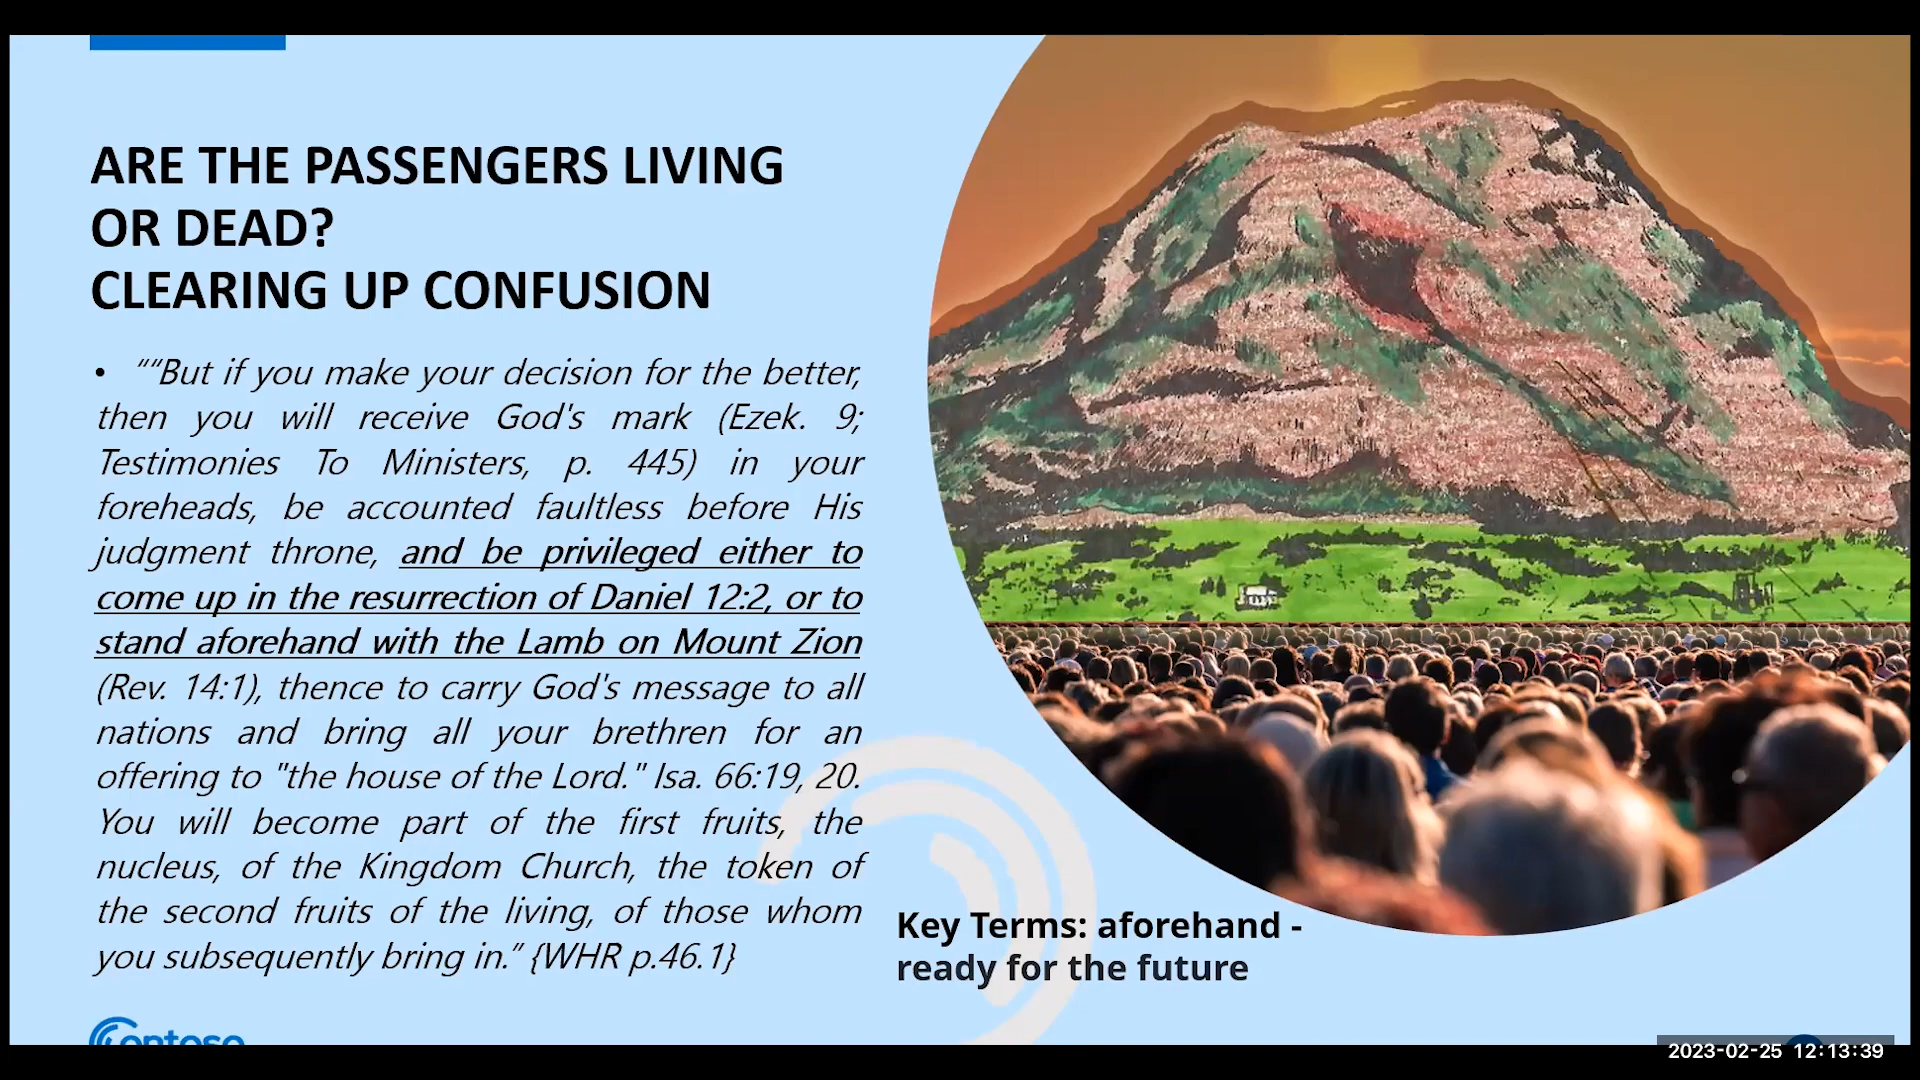 ARE THE PASSENGERS LIVING
OR DEAD?
CLEARING UP CONFUSION
• ““But if you make your decision for the better,
then you will receive God's mark (Ezek. 9;
Testimonies To Ministers, p. 445) in your
foreheads, be accounted faultless before His
judgment throne, and be privileged either to
come up in the resurrection of Daniel 12:2, or to
stand aforehand with the Lamb on Mount Zion
(Rev. 14:1), thence to carry God's message to all
nations and bring all your brethren for an
offering to "the house of the Lord." Isa. 66:19, 20.
You will become part of the first fruits, the
nucleus, of the Kingdom Church, the token of
the second fruits of the living, of those whom
you subsequently bring in.” {WHR p.46.1}
Key Terms: aforehand -
ready for the future
Contoso
2023-02-25 12:13:39